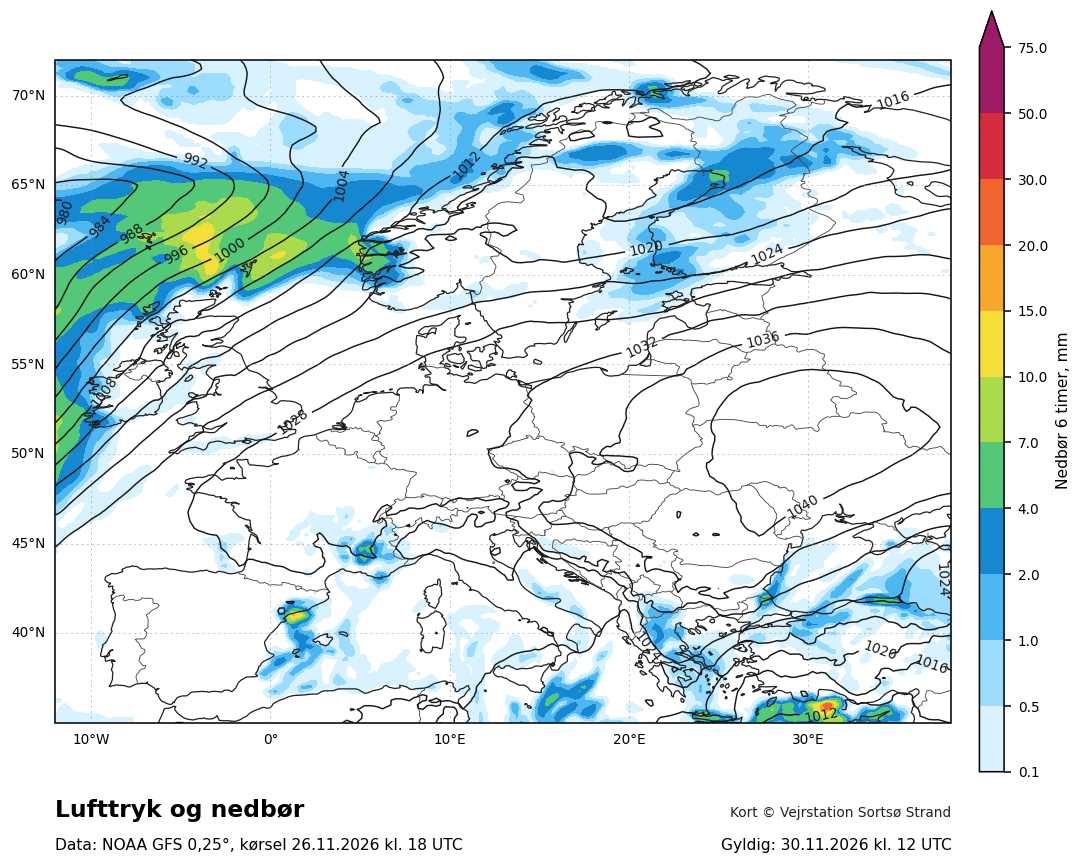 70°N
65°N
60°N
55°N
50°N
45°N
40°N
10°W
0°
10°E
20°E
30°E
980
984
988
992
996
1000
1004
1008
1012
1016
1020
1024
1028
1032
1036
1040
1024
1020
1016
1012
75.0
50.0
30.0
20.0
15.0
10.0
7.0
4.0
2.0
1.0
0.5
0.1
Nedbør 6 timer, mm
Lufttryk og nedbør
Kort © Vejrstation Sortsø Strand
Data: NOAA GFS 0,25°, kørsel 26.11.2026 kl. 18 UTC
Gyldig: 30.11.2026 kl. 12 UTC